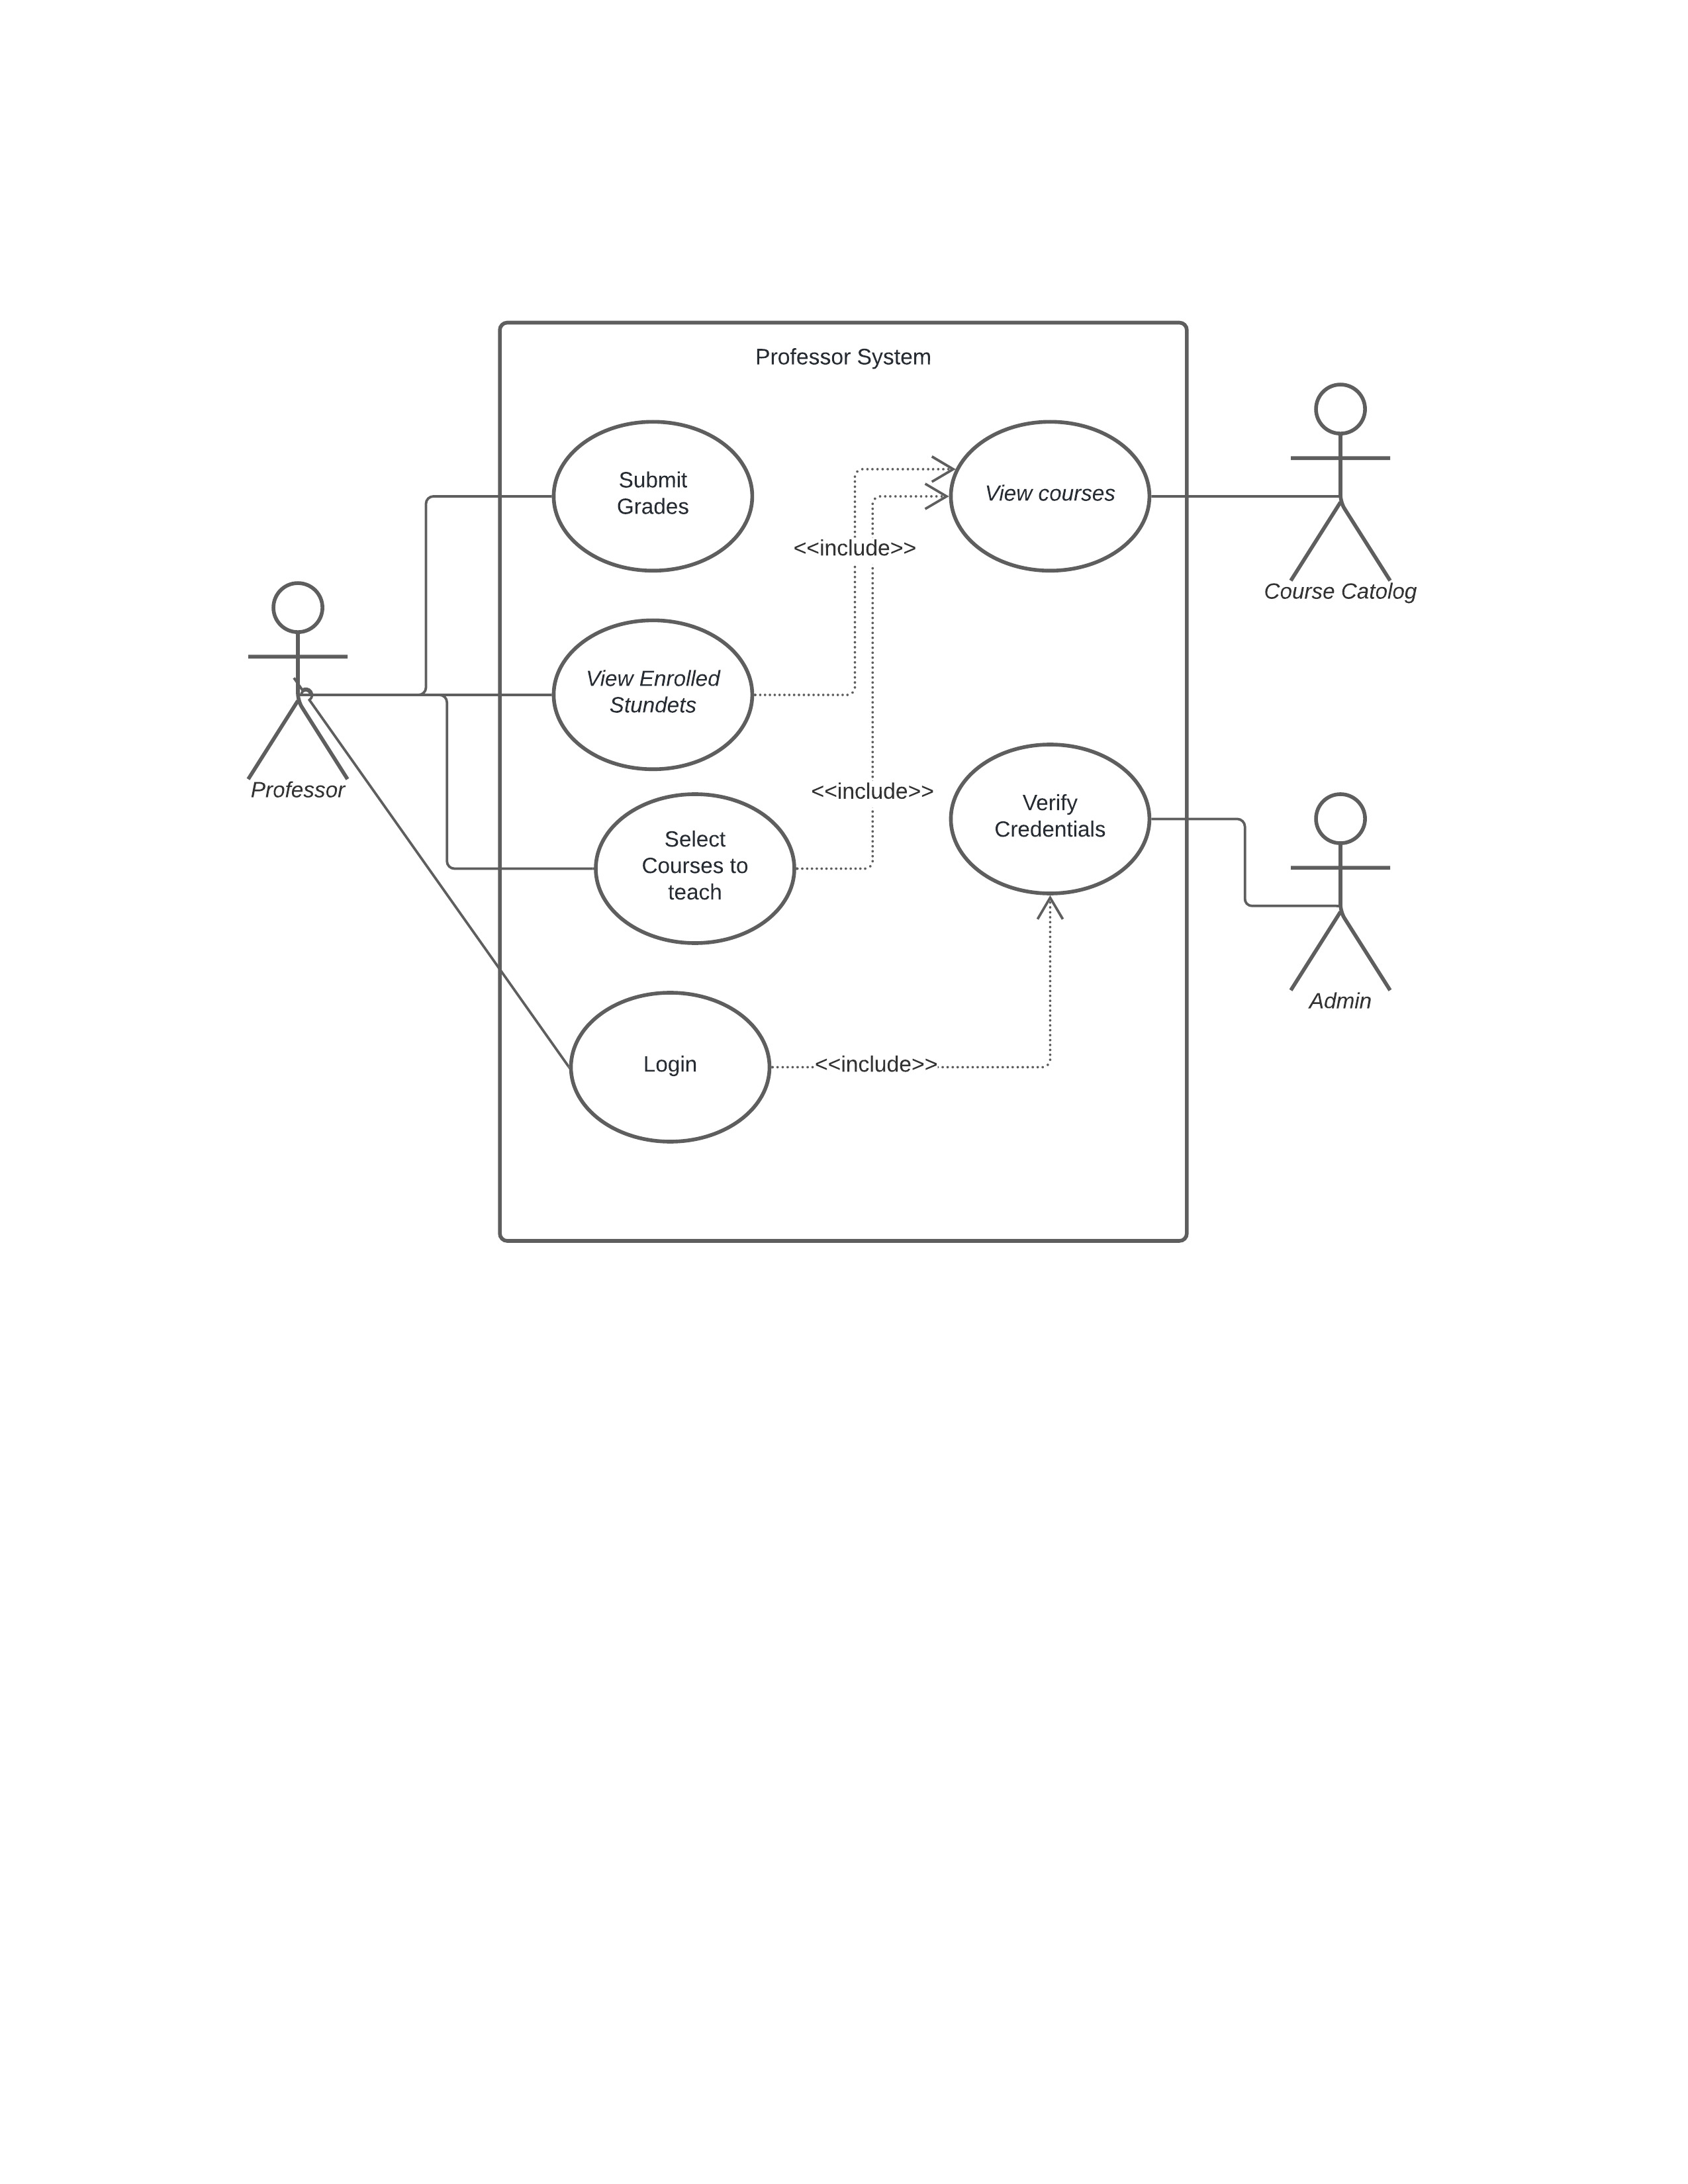 Professor System
Submit
Grades
View courses
<<include>>
Course Catolog
View Enrolled
Stundets
Professor
<<include>>
Verify
Credentials
Select
Courses to
teach
Admin
Login
<<include>>